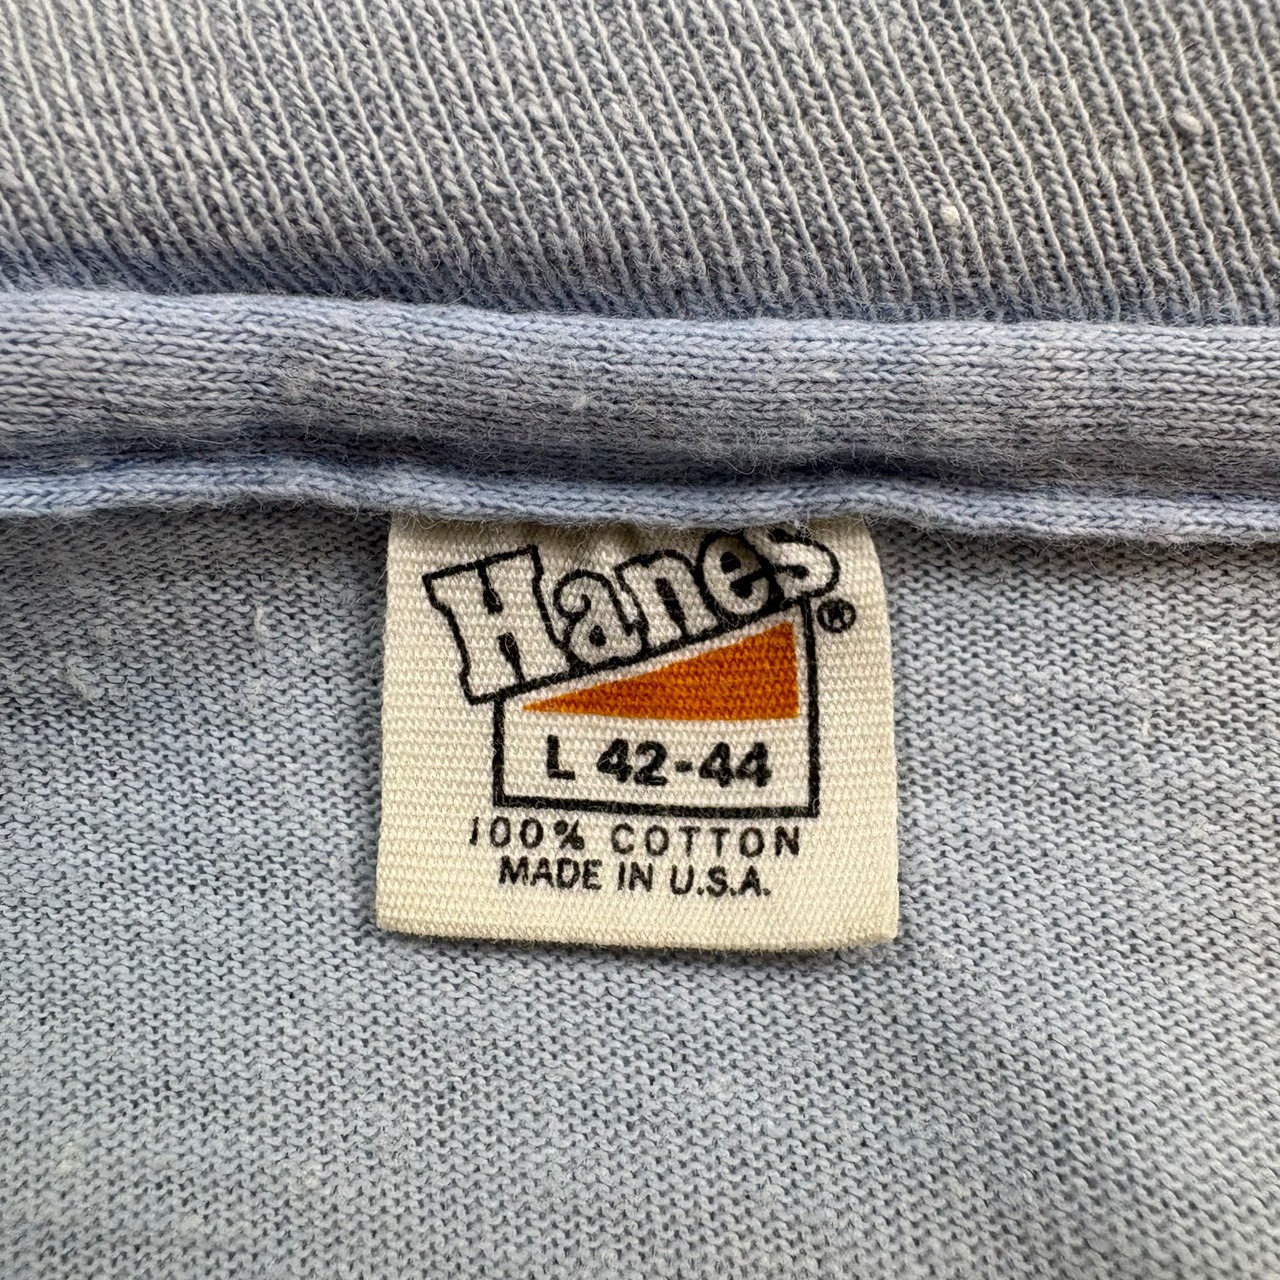 Hanes®
L 42-44
100% COTTON
MADE IN U.S.A.